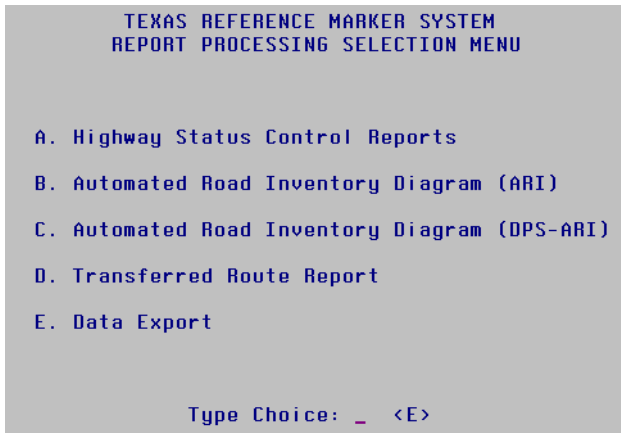 TEXAS REFERENCE MARKER SYSTEM
REPORT PROCESSING SELECTION MENU
A. Highway Status Control Reports
B. Automated Road Inventory Diagram (ARI)
C. Automated Road Inventory Diagram (DPS-ARI)
D. Transferred Route Report
E. Data Export
Type Choice: _ <E>